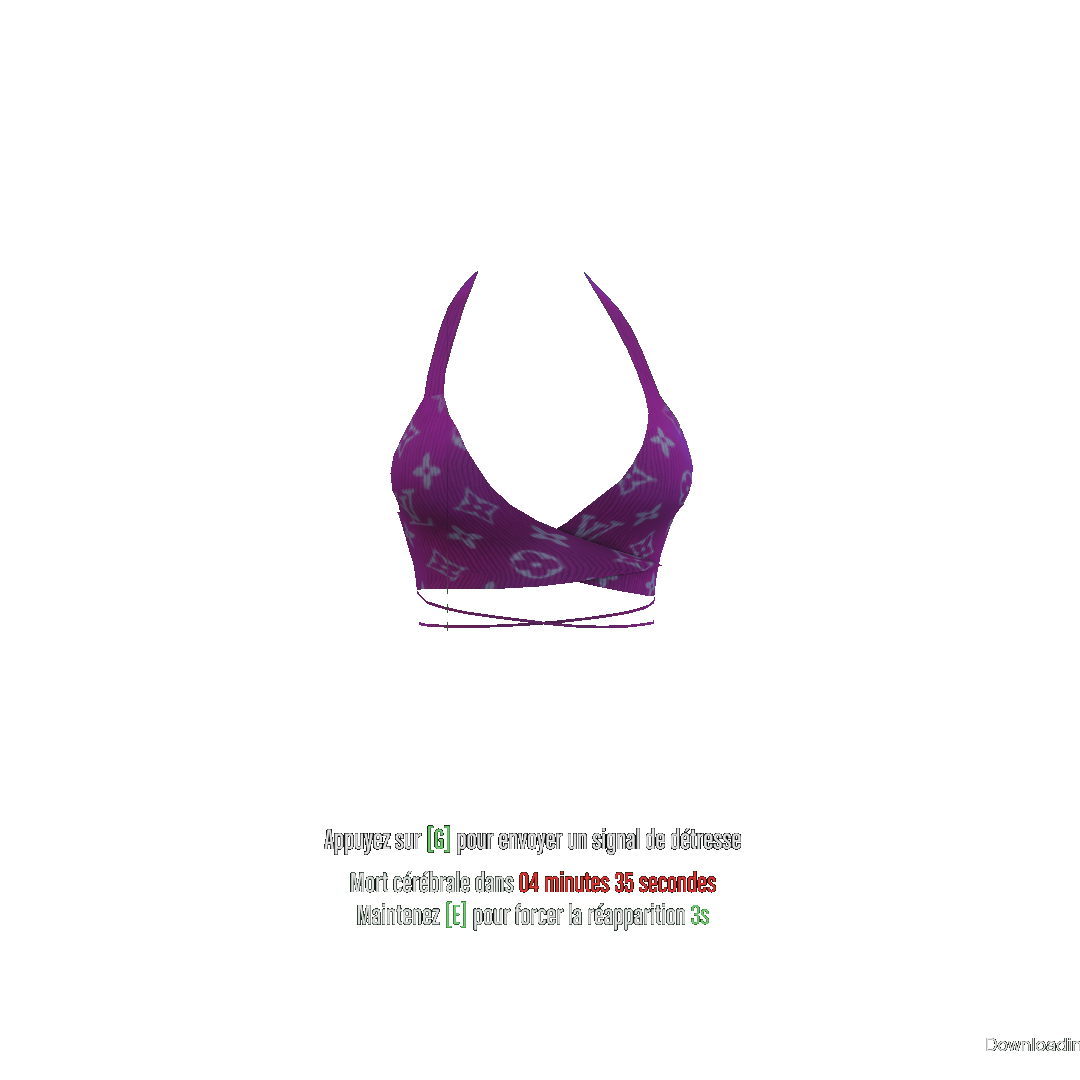 Appuyez sur [G] pour envoyer un signal de détresse
Mort cérébrale dans 04 minutes 35 secondes
Maintenez [E] pour forcer la réapparition 3s
Downloadin